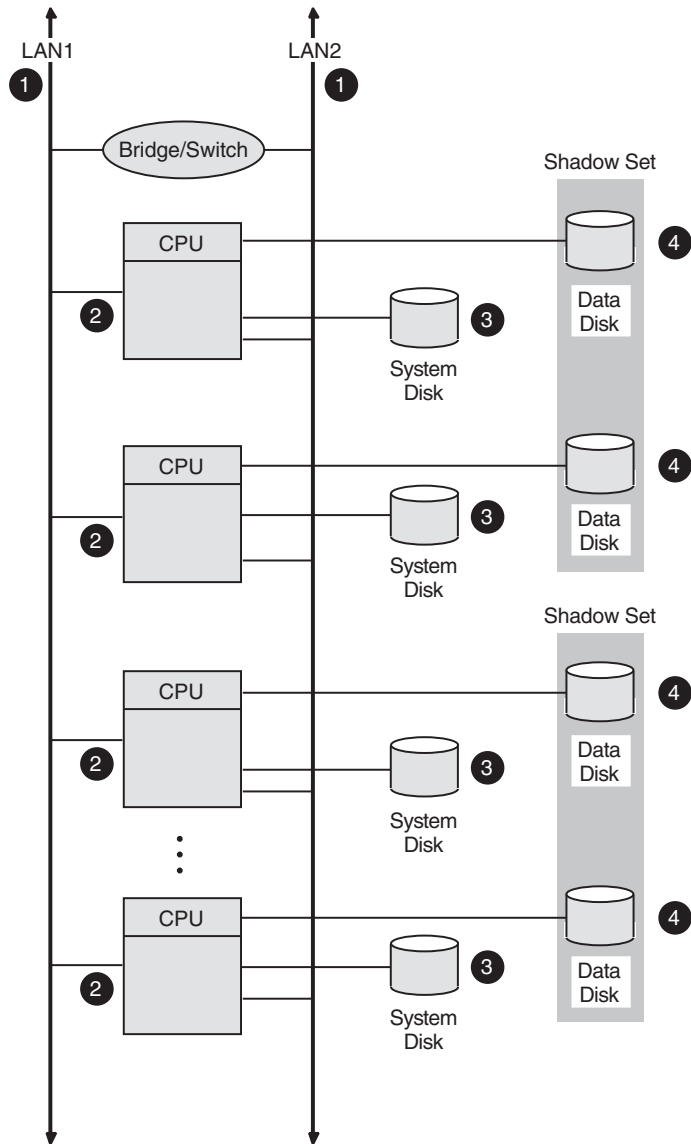 LAN1
LAN2
1
1
Bridge/Switch
Shadow Set
CPU
4
Data
Disk
2
3
System
Disk
CPU
4
Data
Disk
2
3
System
Disk
Shadow Set
CPU
4
Data
Disk
2
3
System
Disk
CPU
4
Data
Disk
2
3
System
Disk